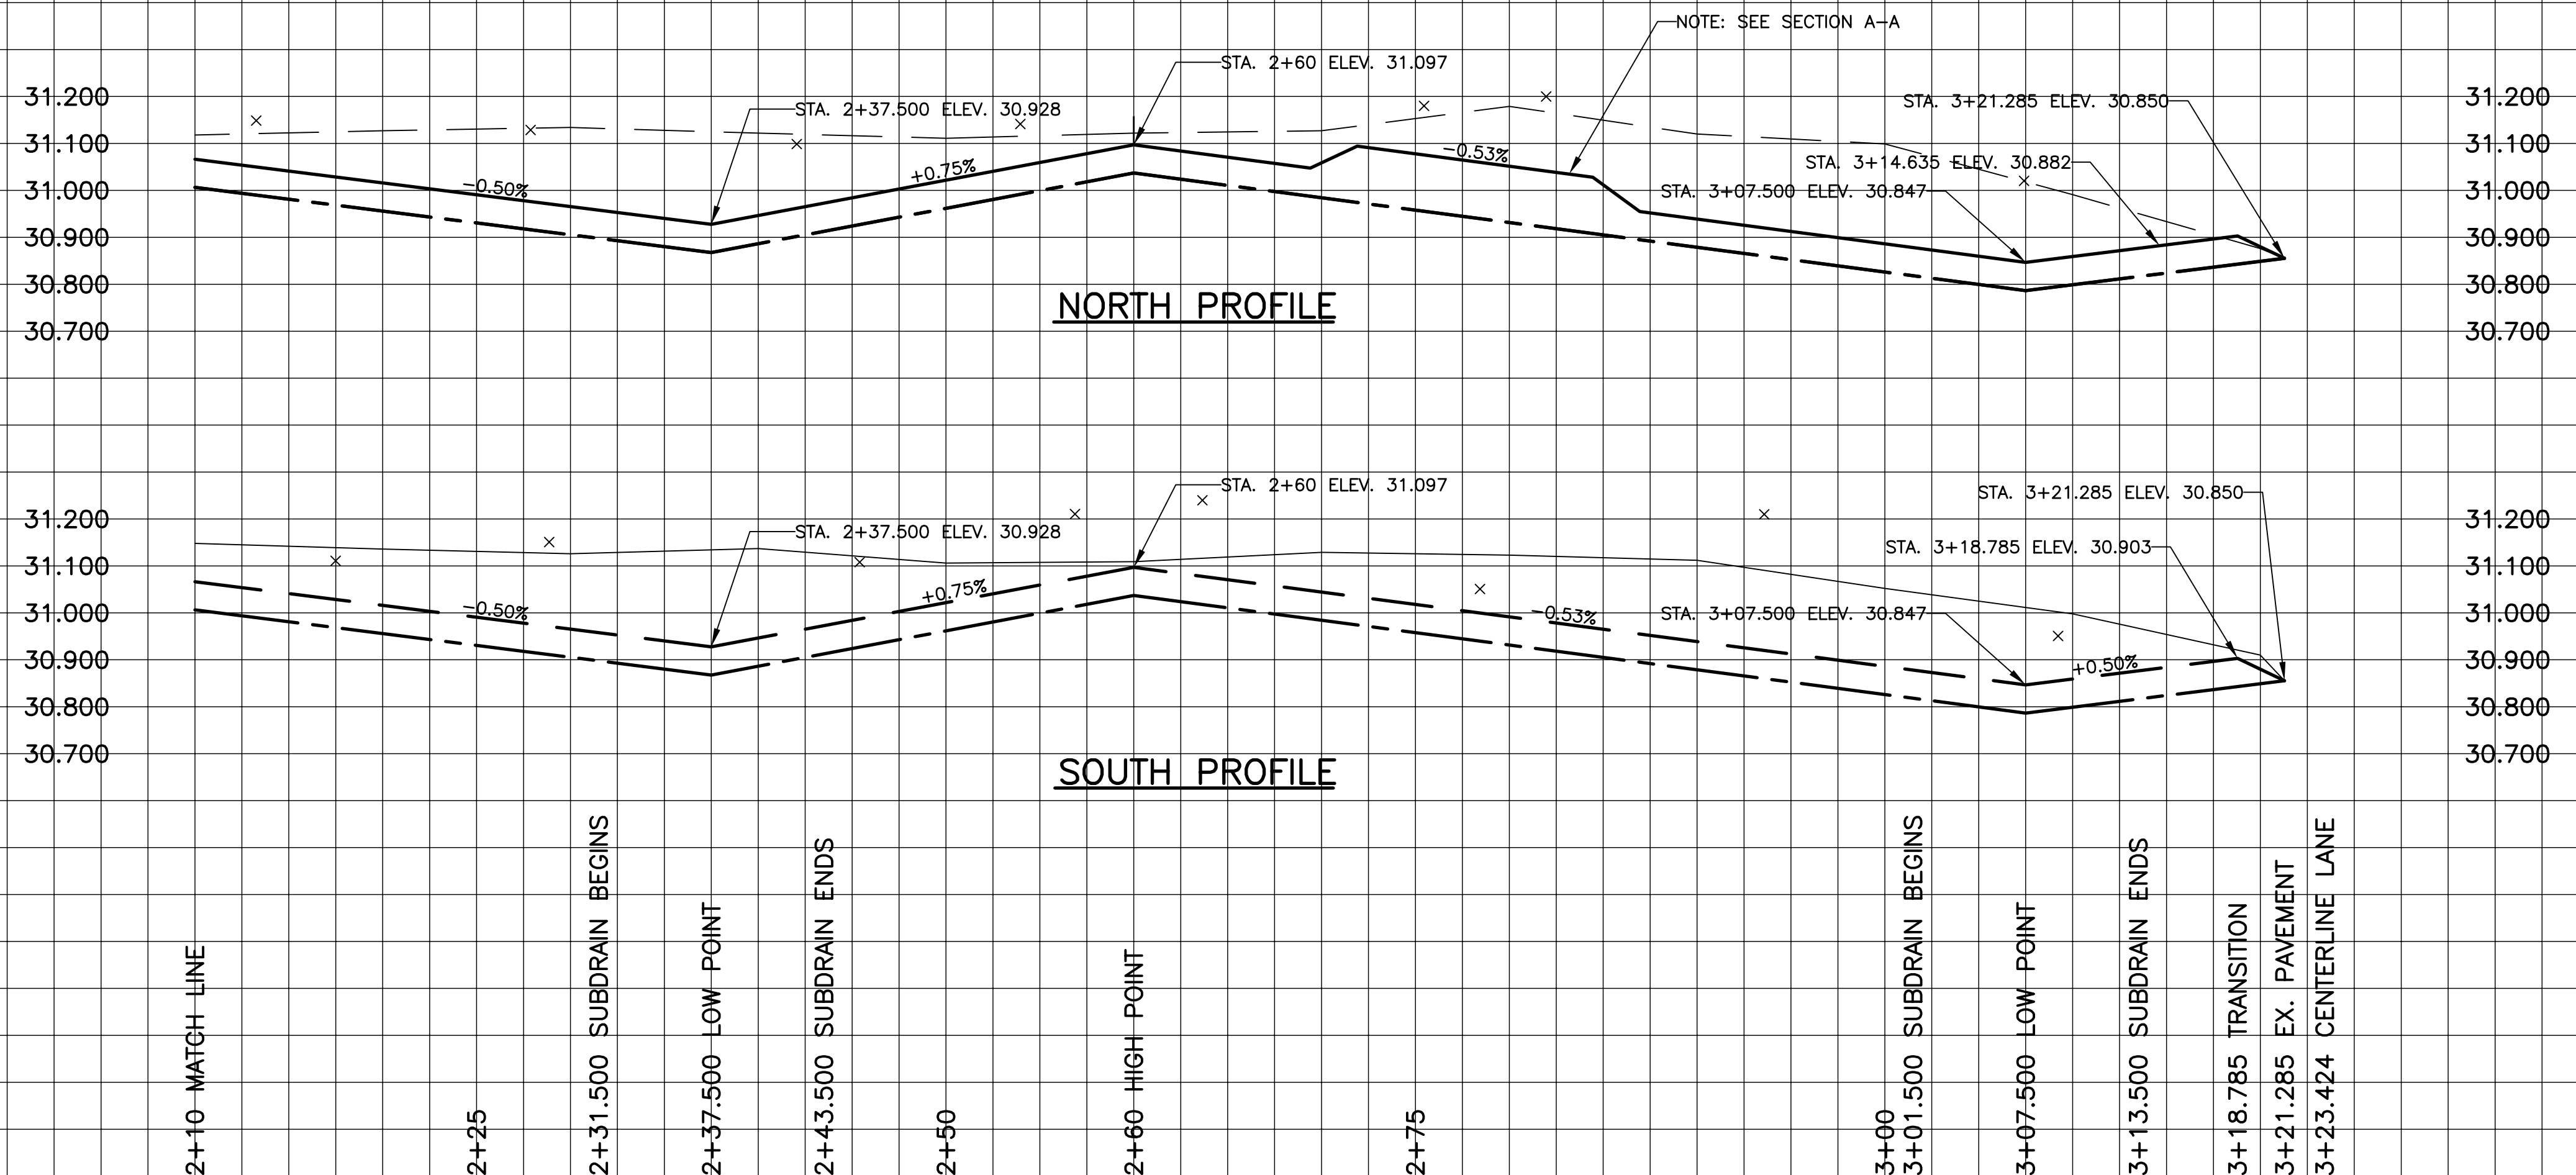 NOTE: SEE SECTION A-A
STA. 2+60 ELEV. 31.097
31.200
STA. 2+37.500 ELEV. 30.928
STA. 3+21.285 ELEV. 30.850
31.200
31.100
-0.53%
31.100
+0.75%
STA. 3+14.635 ELEV. 30.882
31.000
-0.50%
STA. 3+07.500 ELEV. 30.847
31.000
30.900
30.900
30.800
30.800
NORTH PROFILE
30.700
30.700
STA. 2+60 ELEV. 31.097
STA. 3+21.285 ELEV. 30.850
31.200
STA. 2+37.500 ELEV. 30.928
31.200
STA. 3+18.785 ELEV. 30.903
31.100
31.100
+0.75%
31.000
-0.50%
-0.53%
STA. 3+07.500 ELEV. 30.847
31.000
30.900
+0.50%
30.900
30.800
30.800
30.700
30.700
SOUTH PROFILE
2+10 MATCH LINE
2+25
2+31.500 SUBDRAIN BEGINS
2+37.500 LOW POINT
2+43.500 SUBDRAIN ENDS
2+50
2+60 HIGH POINT
2+75
3+00
3+01.500 SUBDRAIN BEGINS
3+07.500 LOW POINT
3+13.500 SUBDRAIN ENDS
3+18.785 TRANSITION
3+21.285 EX. PAVEMENT
3+23.424 CENTERLINE LANE